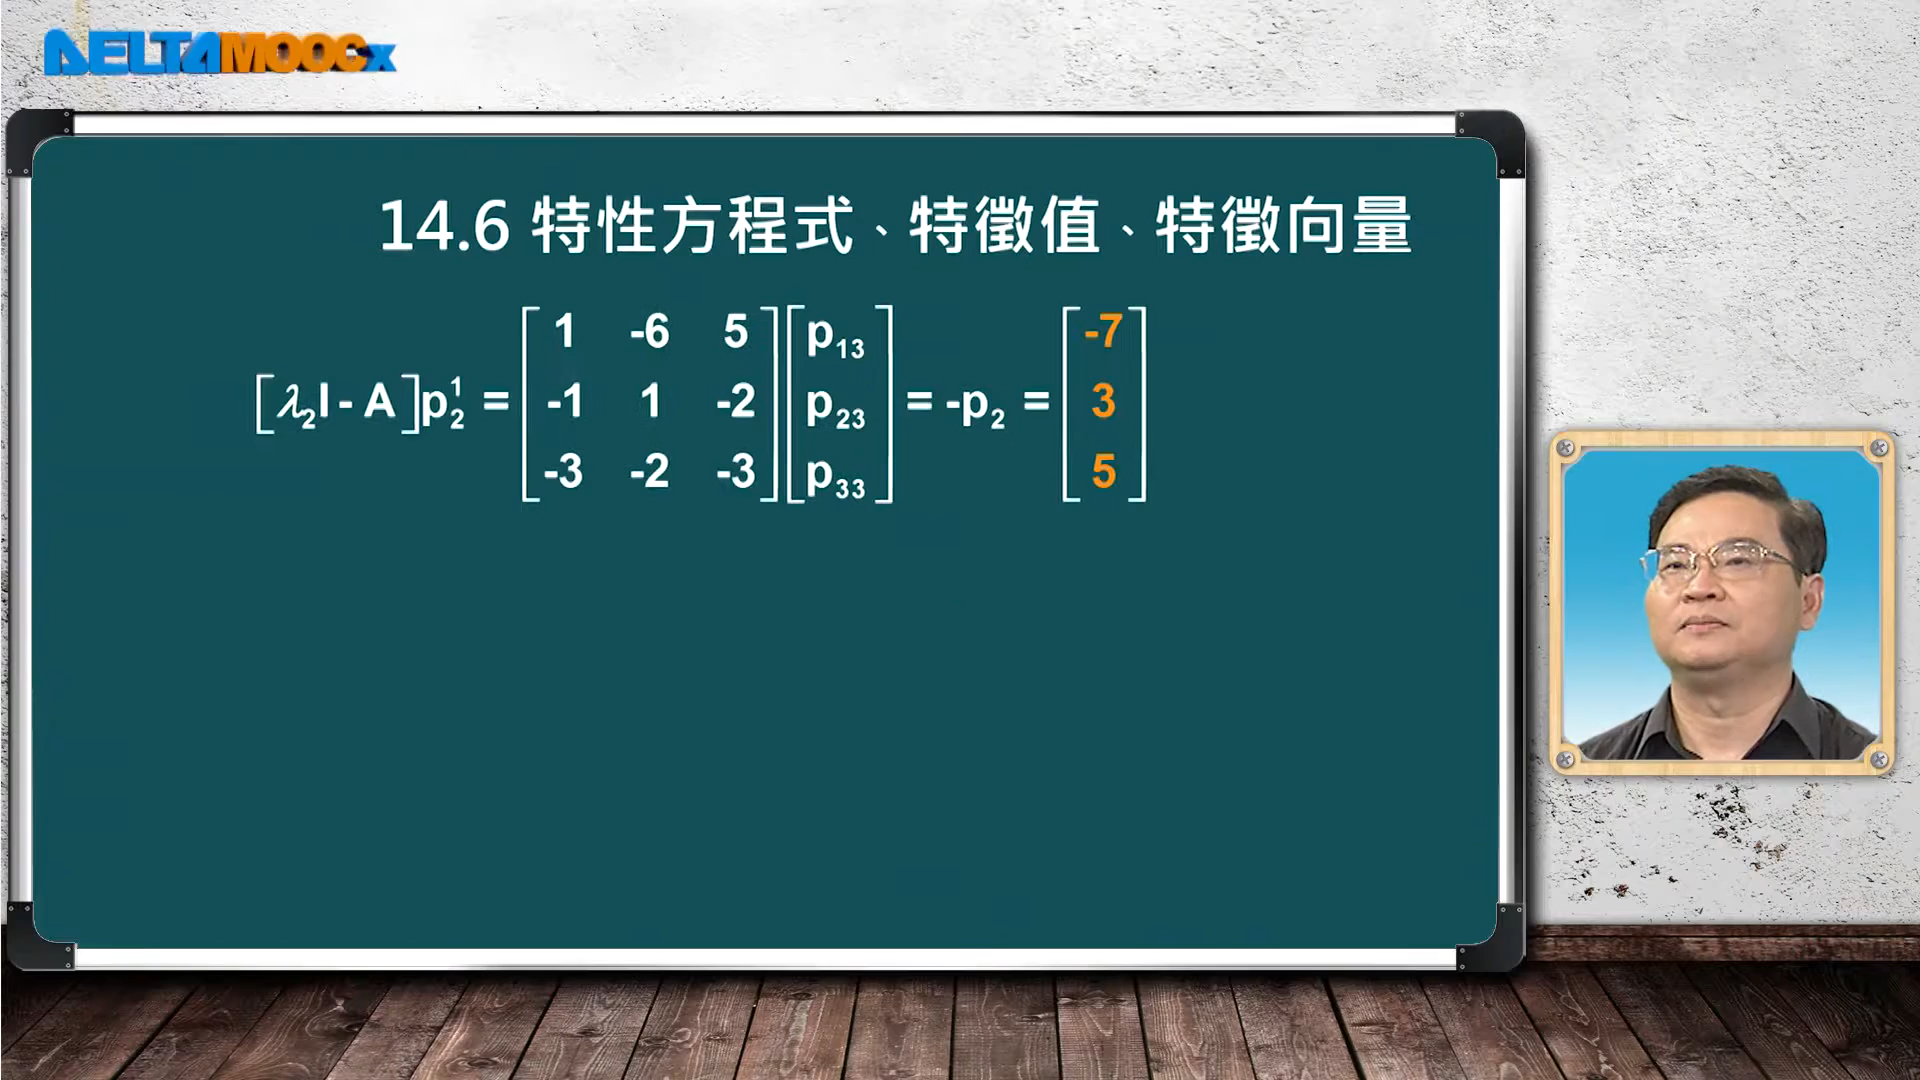 DELTAMOOCx
14.6 特性方程式、特徵值、特徵向量
[λ₂I - A]p₂¹ = [1 -6 5; -1 1 -2; -3 -2 -3][p₁₃; p₂₃; p₃₃] = -p₂ = [-7; 3; 5]